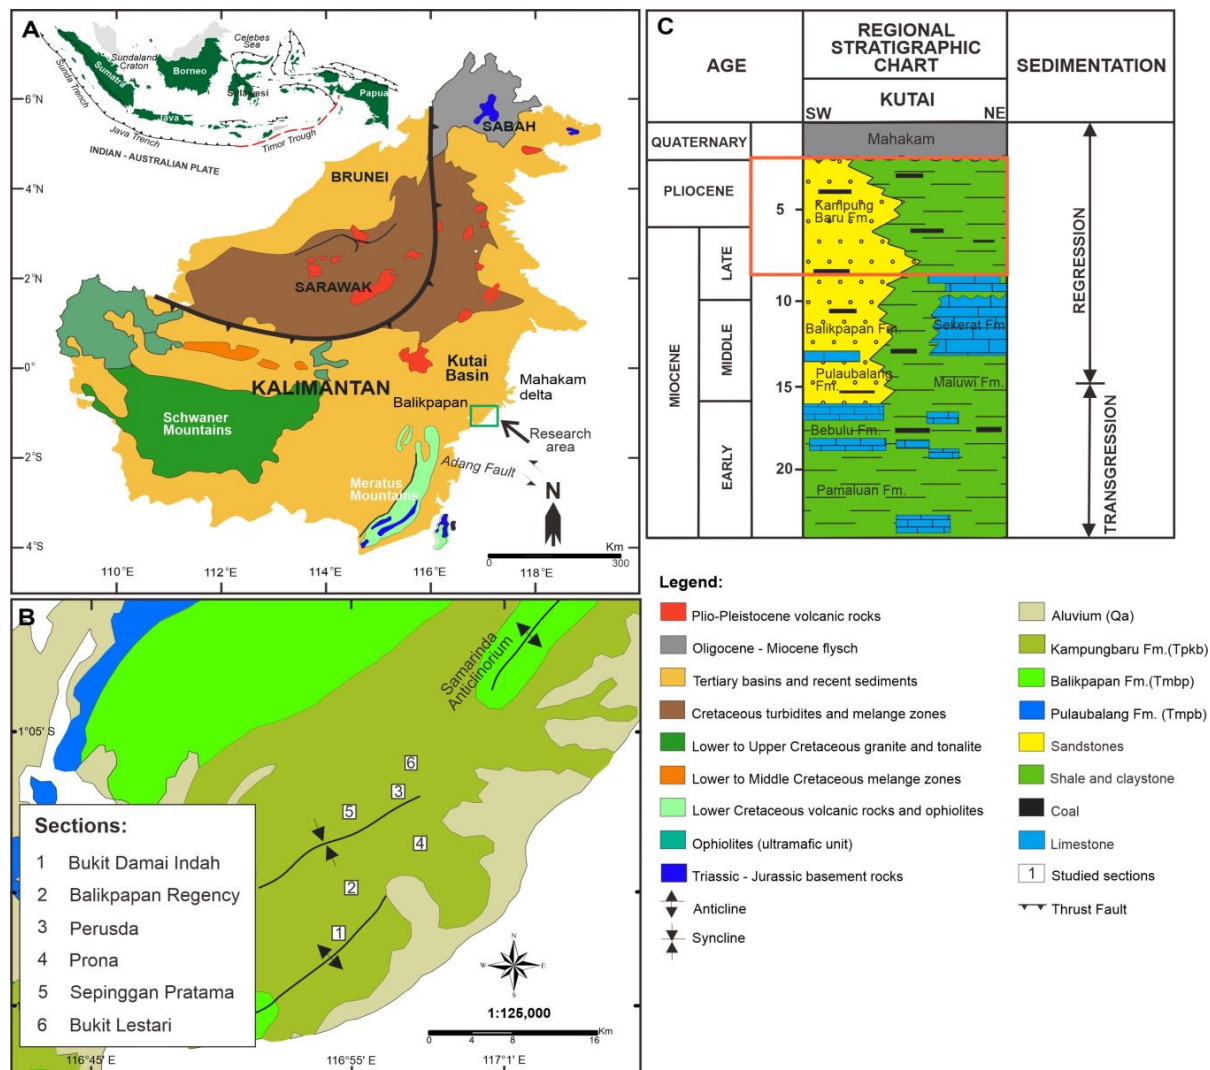 A
Celebes
Sea
Sundaland
Craton
Borneo
Sumatra
Sulawesi
Papua
Sunda Trench
Java
Java Trench
Timor Trough
INDIAN - AUSTRALIAN PLATE
6°N
4°N
2°N
0°
2°S
4°S
SABAH
BRUNEI
SARAWAK
Kutai
Basin
KALIMANTAN
Mahakam
delta
Balikpapan
Schwaner
Mountains
Research
area
Adang Fault
Meratus
Mountains
N
Km
0
300
110°E
112°E
114°E
116°E
118°E
B
Samarinda
Anticlinorium
1°05' S
1°
6
3
5
4
2
1
Sections:
1 Bukit Damai Indah
2 Balikpapan Regency
3 Perusda
4 Prona
5 Sepinggan Pratama
6 Bukit Lestari
N
W
E
S
1:125,000
Km
0 4 8 16
116°45' E
116°55' E
117°1' E
C
AGE
REGIONAL
STRATIGRAPHIC
CHART
KUTAI
SW NE
SEDIMENTATION
QUATERNARY
Mahakam
PLIOCENE
5
Kampung
Baru Fm.
MIOCENE
LATE
10
MIDDLE
Balikpapan Fm.
Sekerat Fm
Pulaubalang
Fm.
Maluwi Fm.
15
EARLY
Bebulu Fm.
20
Pamaluan Fm.
REGRESSION
TRANSGRESSION
Legend:
Plio-Pleistocene volcanic rocks
Oligocene - Miocene flysch
Tertiary basins and recent sediments
Cretaceous turbidites and melange zones
Lower to Upper Cretaceous granite and tonalite
Lower to Middle Cretaceous melange zones
Lower Cretaceous volcanic rocks and ophiolites
Ophiolites (ultramafic unit)
Triassic - Jurassic basement rocks
Anticline
Syncline
Aluvium (Qa)
Kampungbaru Fm.(Tpkb)
Balikpapan Fm.(Tmbp)
Pulaubalang Fm. (Tmpb)
Sandstones
Shale and claystone
Coal
Limestone
1 Studied sections
Thrust Fault